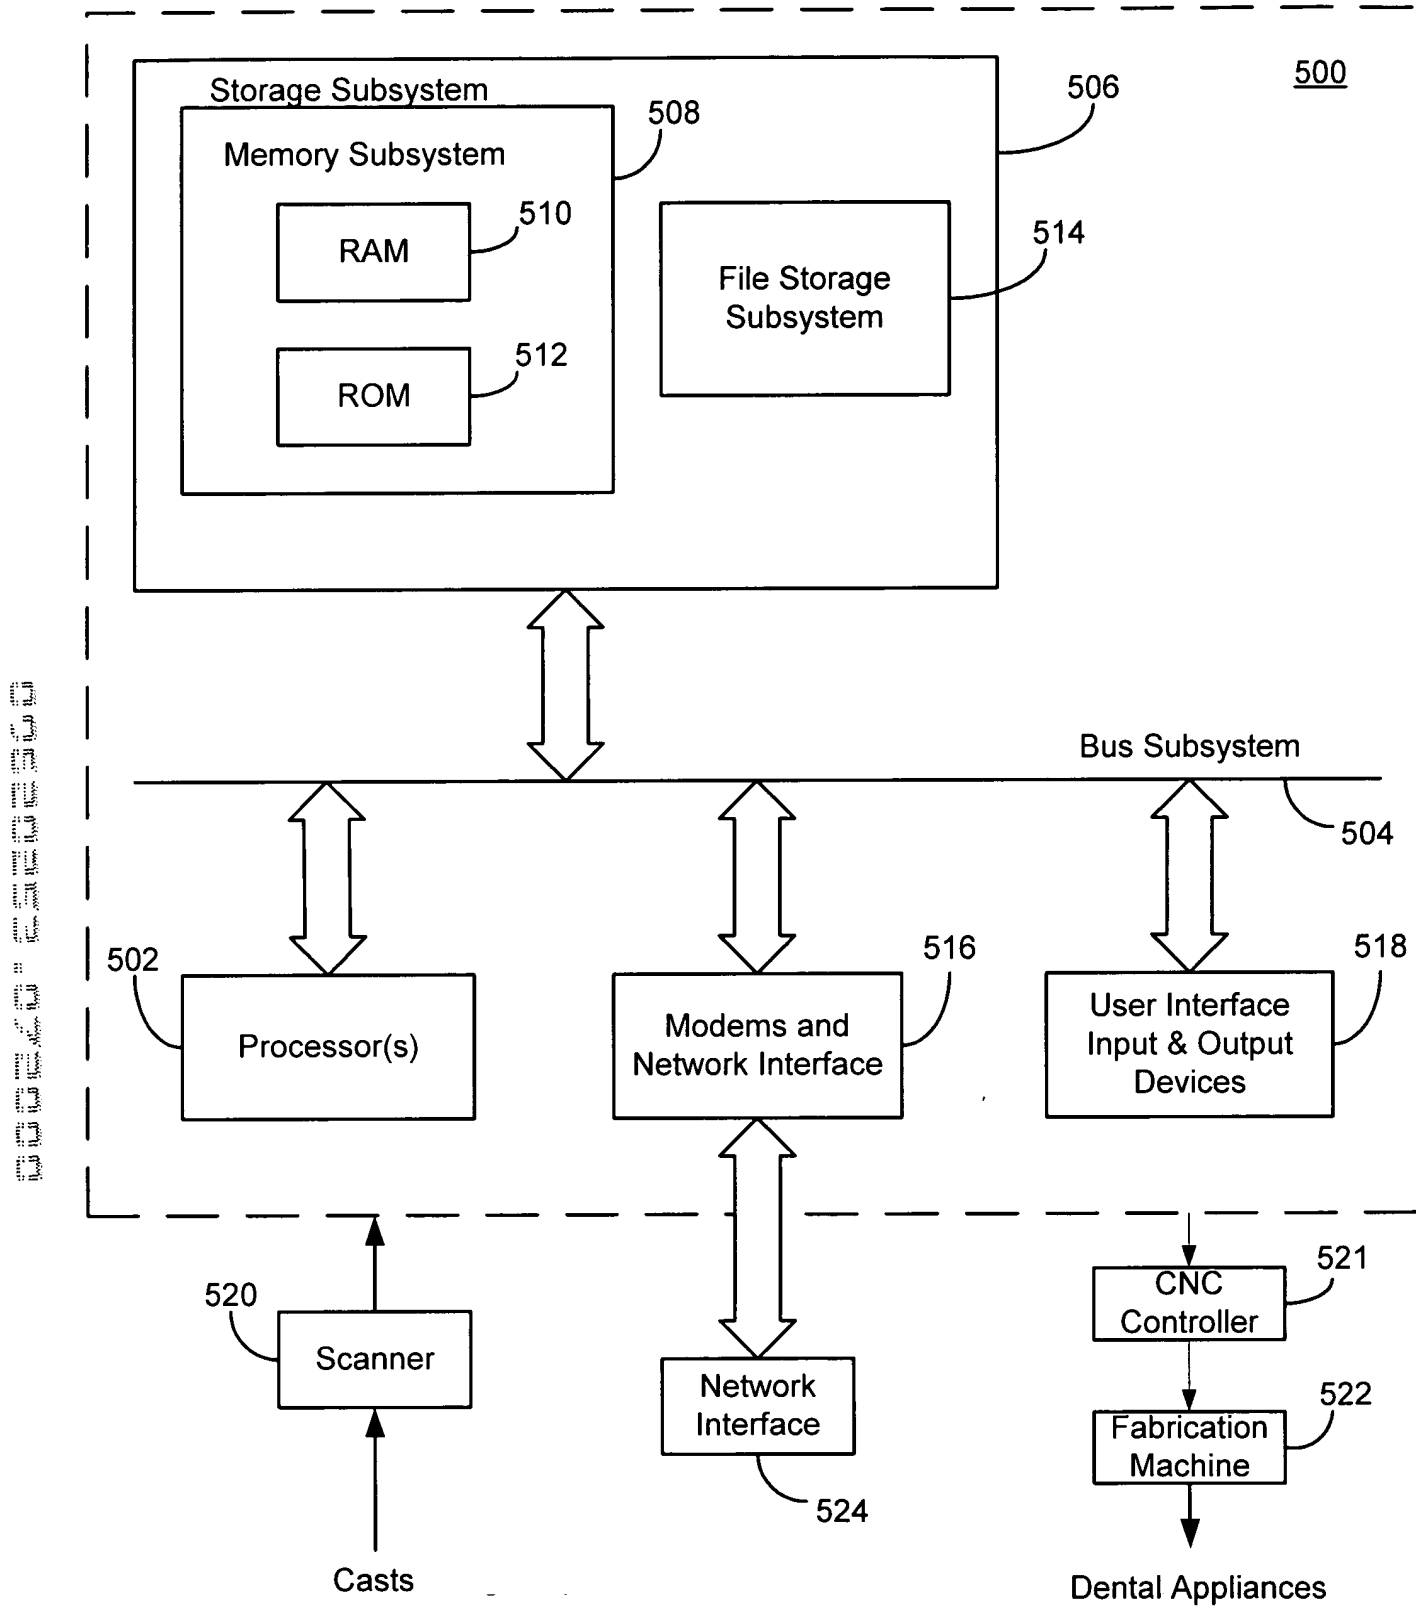 500
Storage Subsystem
506
508
Memory Subsystem
510
RAM
514
File Storage
Subsystem
512
ROM
Bus Subsystem
504
502
516
518
Processor(s)
Modems and
Network Interface
User Interface
Input & Output
Devices
520
Scanner
521
CNC
Controller
Network
Interface
522
Fabrication
Machine
524
Casts
Dental Appliances